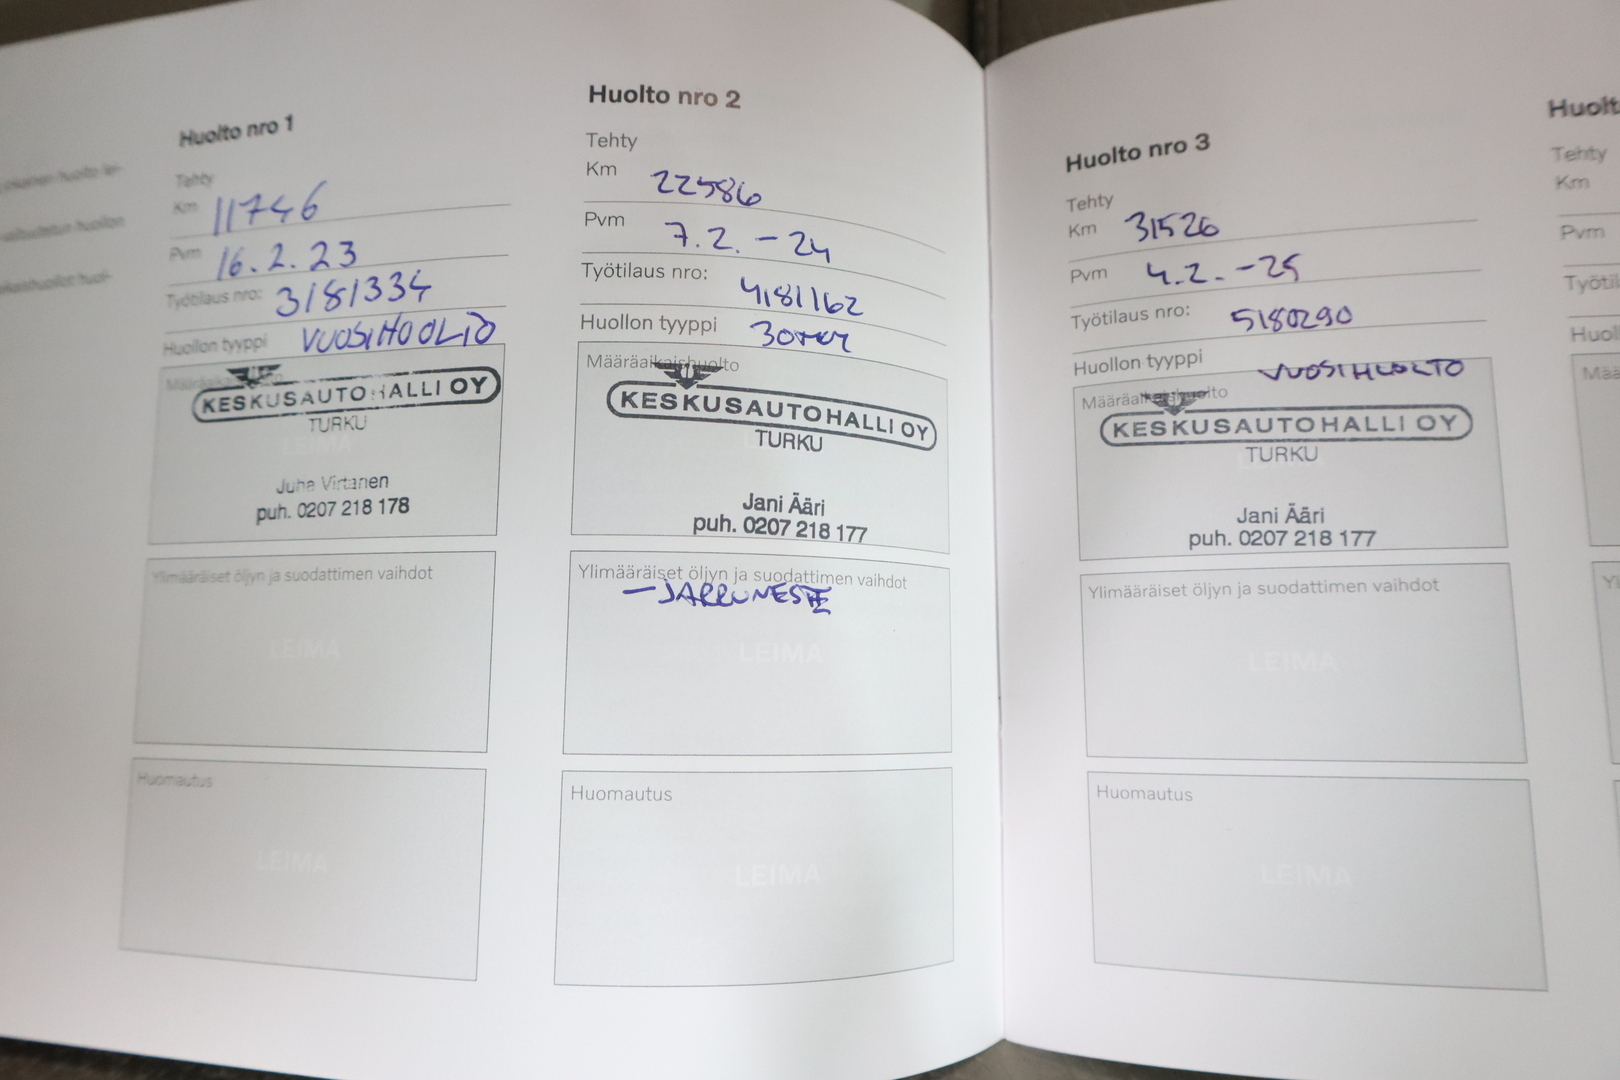 Huolto nro 1
Tehty
Km 11746
Pvm 16.2.23
Työtilaus nro: 3181334
Huollon tyyppi VUOSIHUOLTO
Määräaikaishuolto
KESKUSAUTOHALLI OY
TURKU
LEIMA
Juha Virtanen
puh. 0207 218 178
Ylimääräiset öljyn ja suodattimen vaihdot
LEIMA
Huomautus
LEIMA
Huolto nro 2
Tehty
Km 22586
Pvm 7.2.-24
Työtilaus nro: 4181162
Huollon tyyppi
Määräaikaishuolto
KESKUSAUTOHALLI OY
TURKU
Jani Ääri
puh. 0207 218 177
Ylimääräiset öljyn ja suodattimen vaihdot
-JARRUNESTE
LEIMA
Huomautus
LEIMA
Huolto nro 3
Tehty
Km 31526
Pvm 4.2.-25
Työtilaus nro: 5180290
Huollon tyyppi VUOSIHUOLTO
Määräaikaishuolto
KESKUSAUTOHALLI OY
TURKU
Jani Ääri
puh. 0207 218 177
Ylimääräiset öljyn ja suodattimen vaihdot
LEIMA
Huomautus
LEIMA
Tehty
Km
Pvm